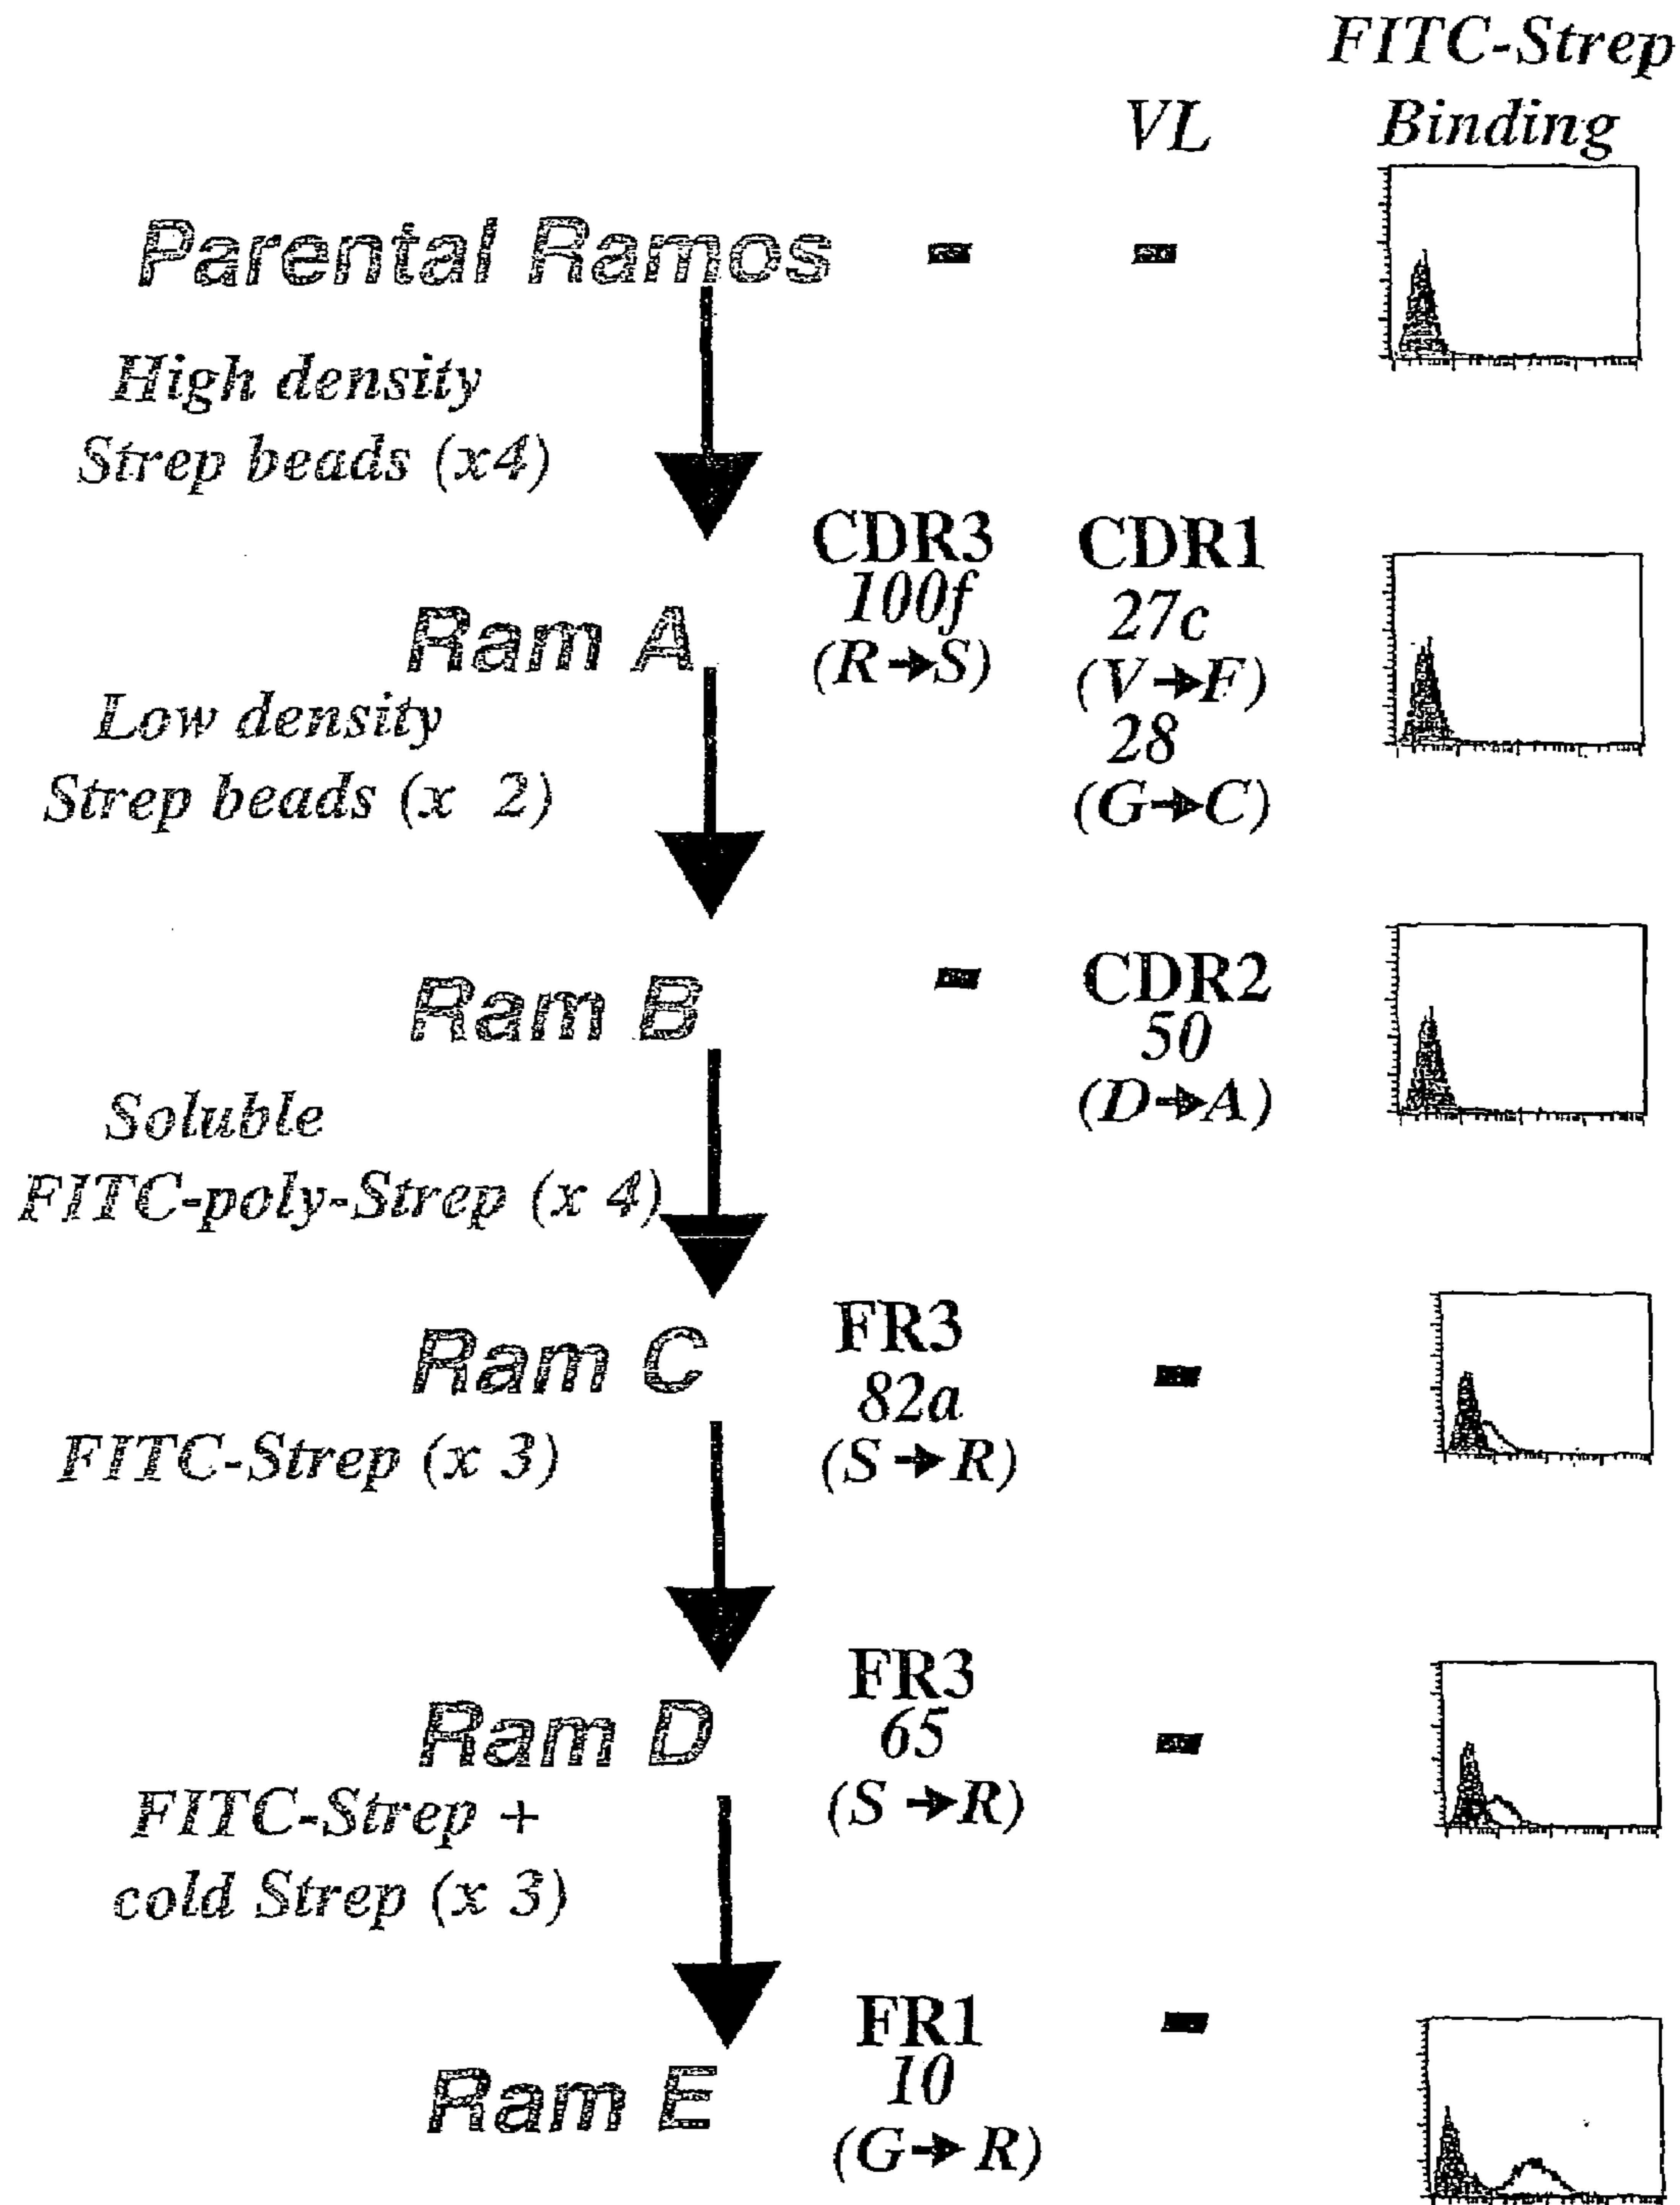 FITC-Strep
VL Binding
Parental Ramos - -
High density
Strep beads (x4)
CDR3 CDR1
100f 27c
Ram A (R→S) (V→F)
28
(G→C)
Low density
Strep beads (x 2)
Ram B - CDR2
50
(D→A)
Soluble
FITC-poly-Strep (x 4)
Ram C FR3 -
82a
(S→R)
FITC-Strep (x 3)
Ram D FR3 -
65
(S→R)
FITC-Strep +
cold Strep (x 3)
Ram E FR1 -
10
(G→R)